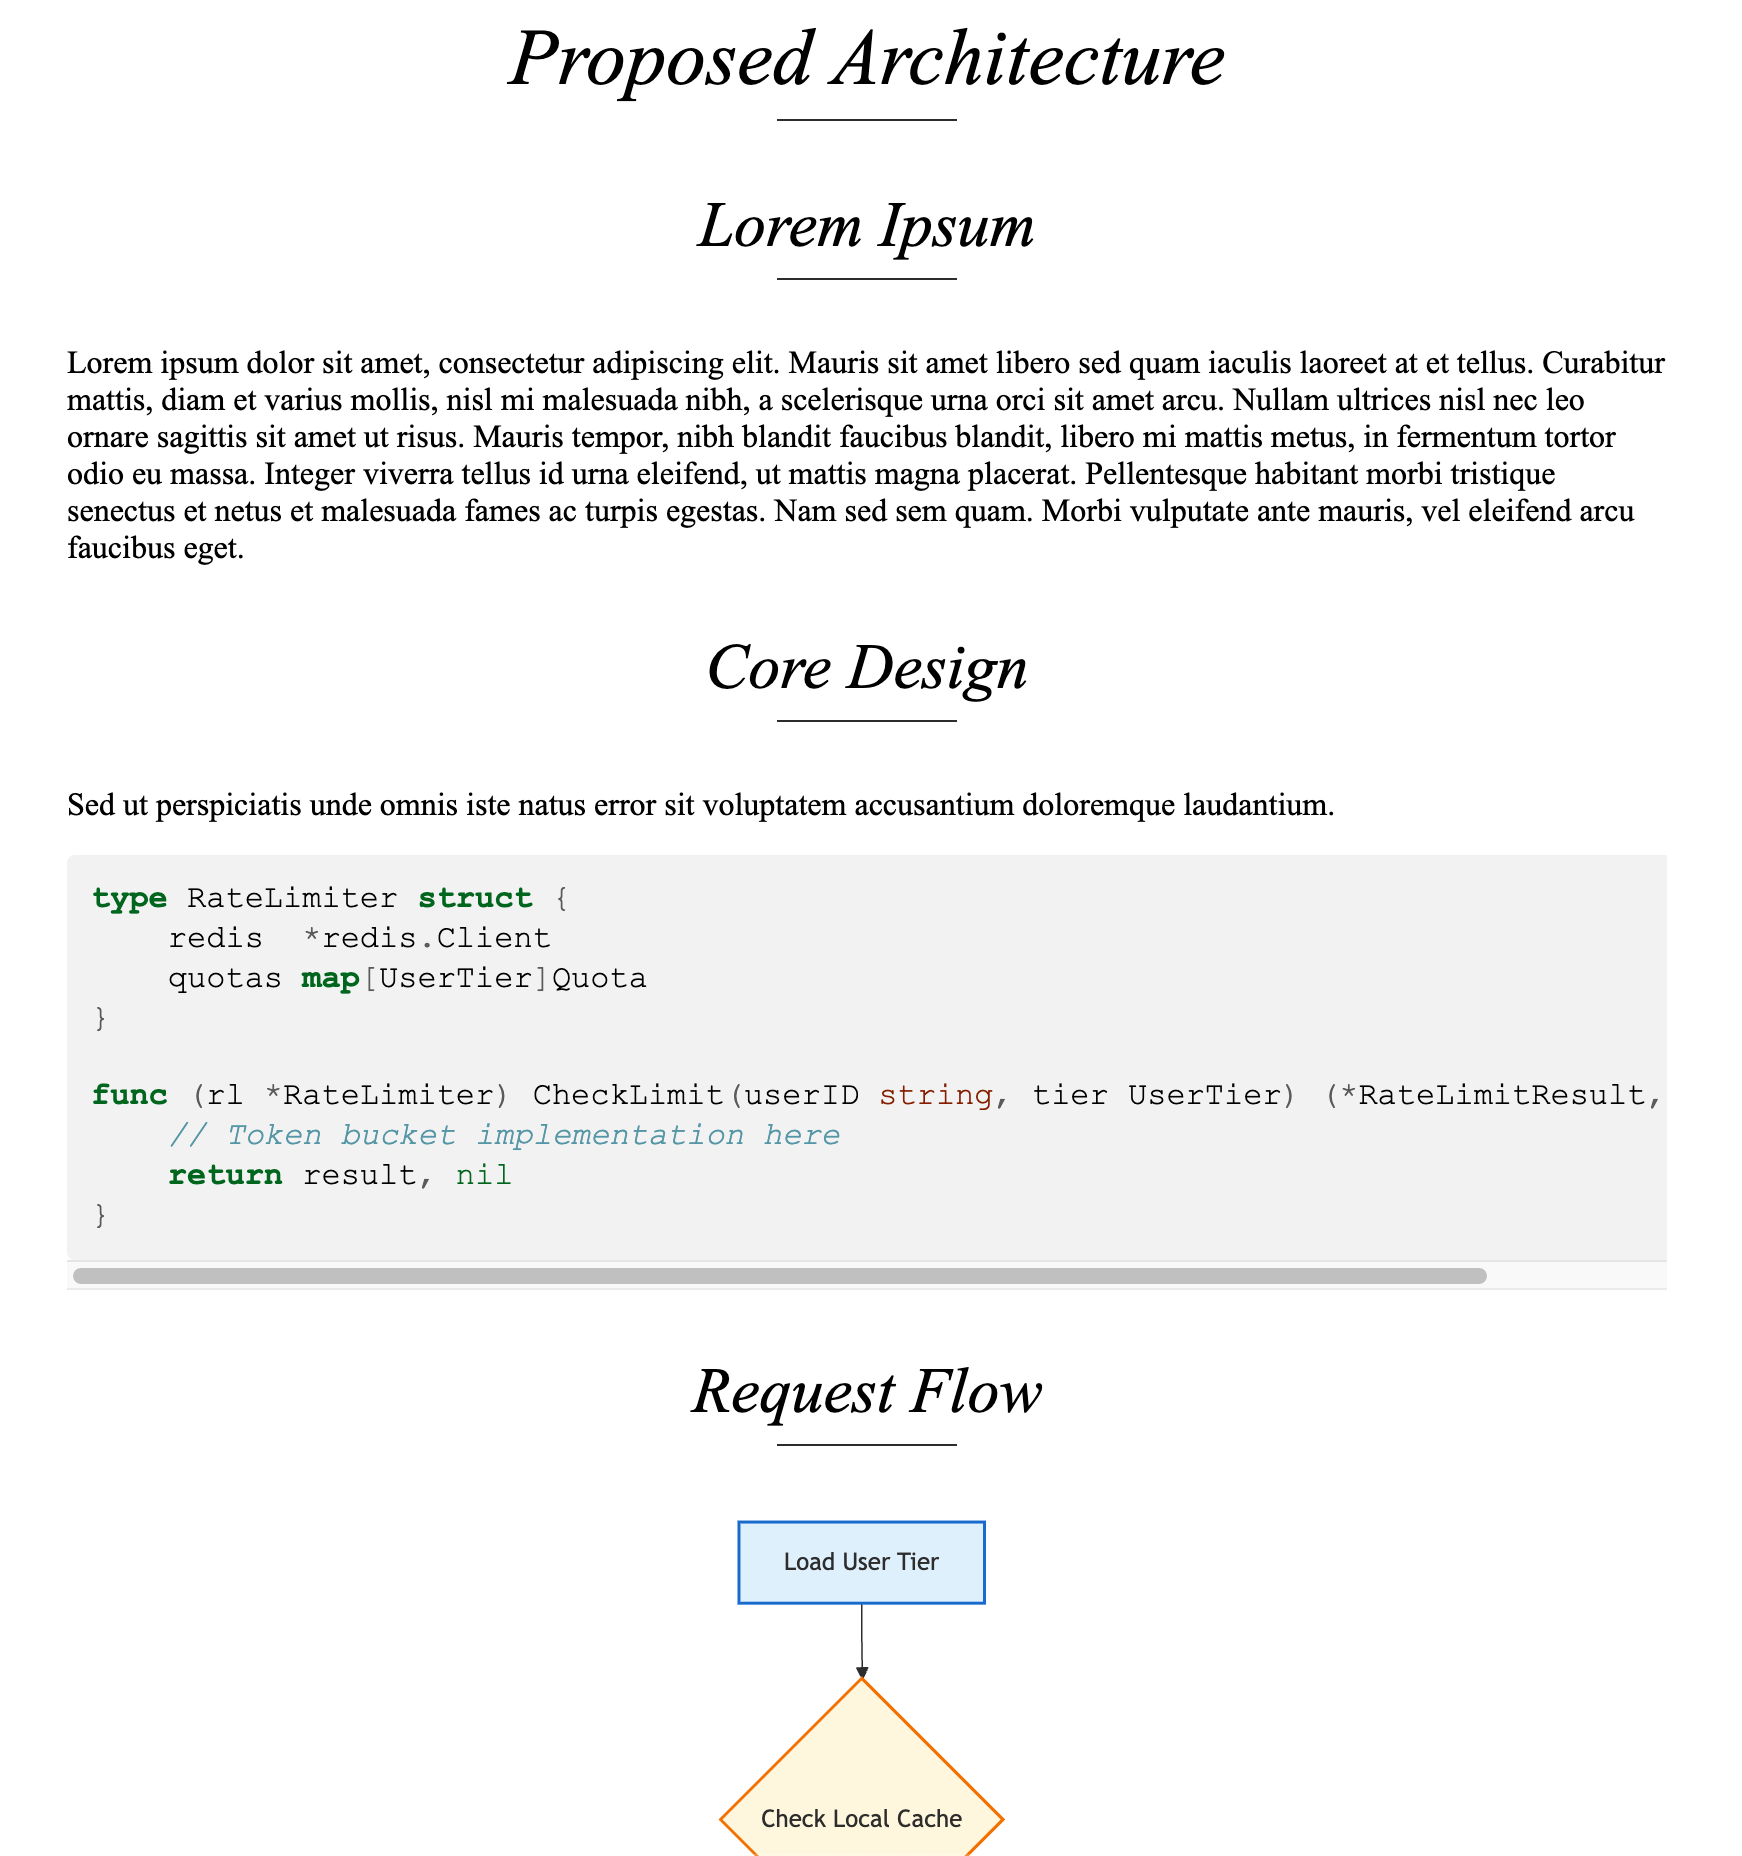 Proposed Architecture
Lorem Ipsum
Lorem ipsum dolor sit amet, consectetur adipiscing elit. Mauris sit amet libero sed quam iaculis laoreet at et tellus. Curabitur
mattis, diam et varius mollis, nisl mi malesuada nibh, a scelerisque urna orci sit amet arcu. Nullam ultrices nisl nec leo
ornare sagittis sit amet ut risus. Mauris tempor, nibh blandit faucibus blandit, libero mi mattis metus, in fermentum tortor
odio eu massa. Integer viverra tellus id urna eleifend, ut mattis magna placerat. Pellentesque habitant morbi tristique
senectus et netus et malesuada fames ac turpis egestas. Nam sed sem quam. Morbi vulputate ante mauris, vel eleifend arcu
faucibus eget.
Core Design
Sed ut perspiciatis unde omnis iste natus error sit voluptatem accusantium doloremque laudantium.
type RateLimiter struct {
    redis  *redis.Client
    quotas map[UserTier]Quota
}
func (rl *RateLimiter) CheckLimit(userID string, tier UserTier) (*RateLimitResult,
    // Token bucket implementation here
    return result, nil
}
Request Flow
Load User Tier
Check Local Cache